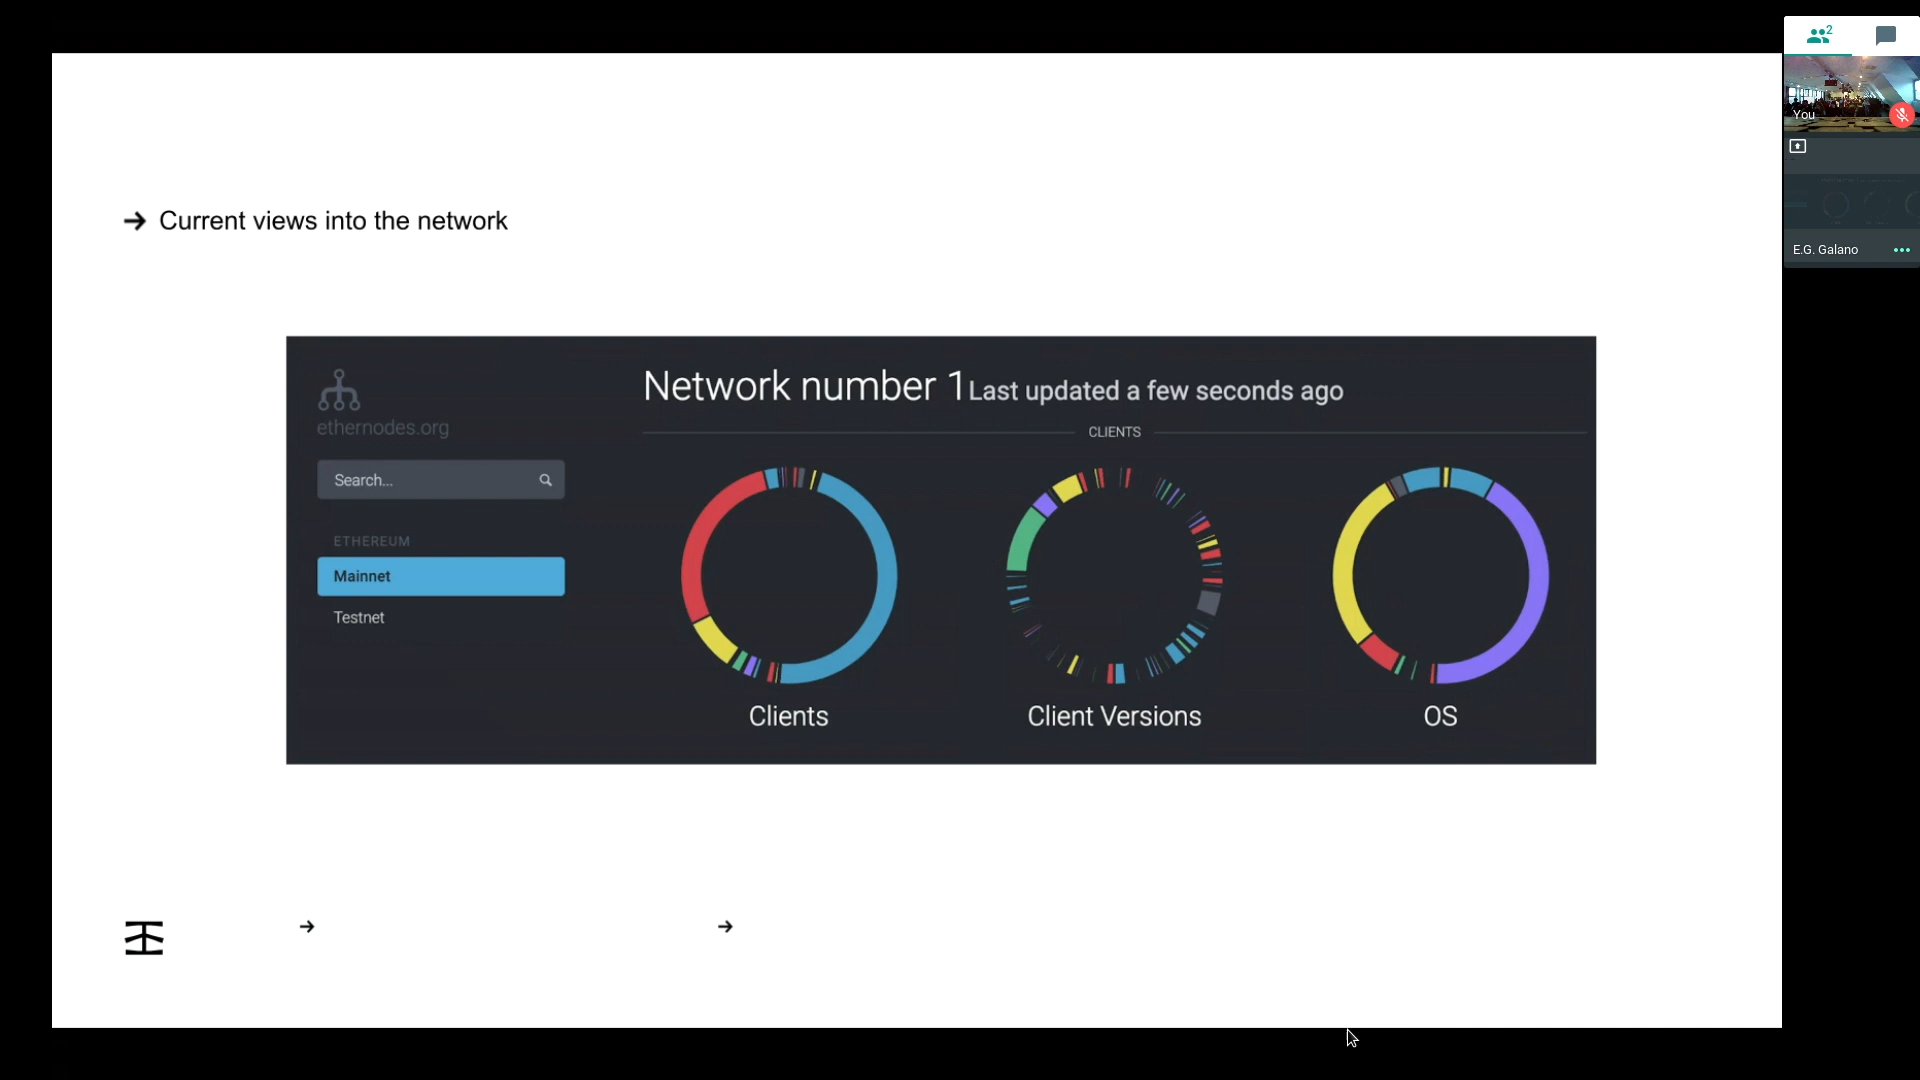 2
You
→ Current views into the network
E.G. Galano
Network number 1 Last updated a few seconds ago
ethernodes.org
CLIENTS
Search...
ETHEREUM
Mainnet
Testnet
Clients
Client Versions
OS
→
→